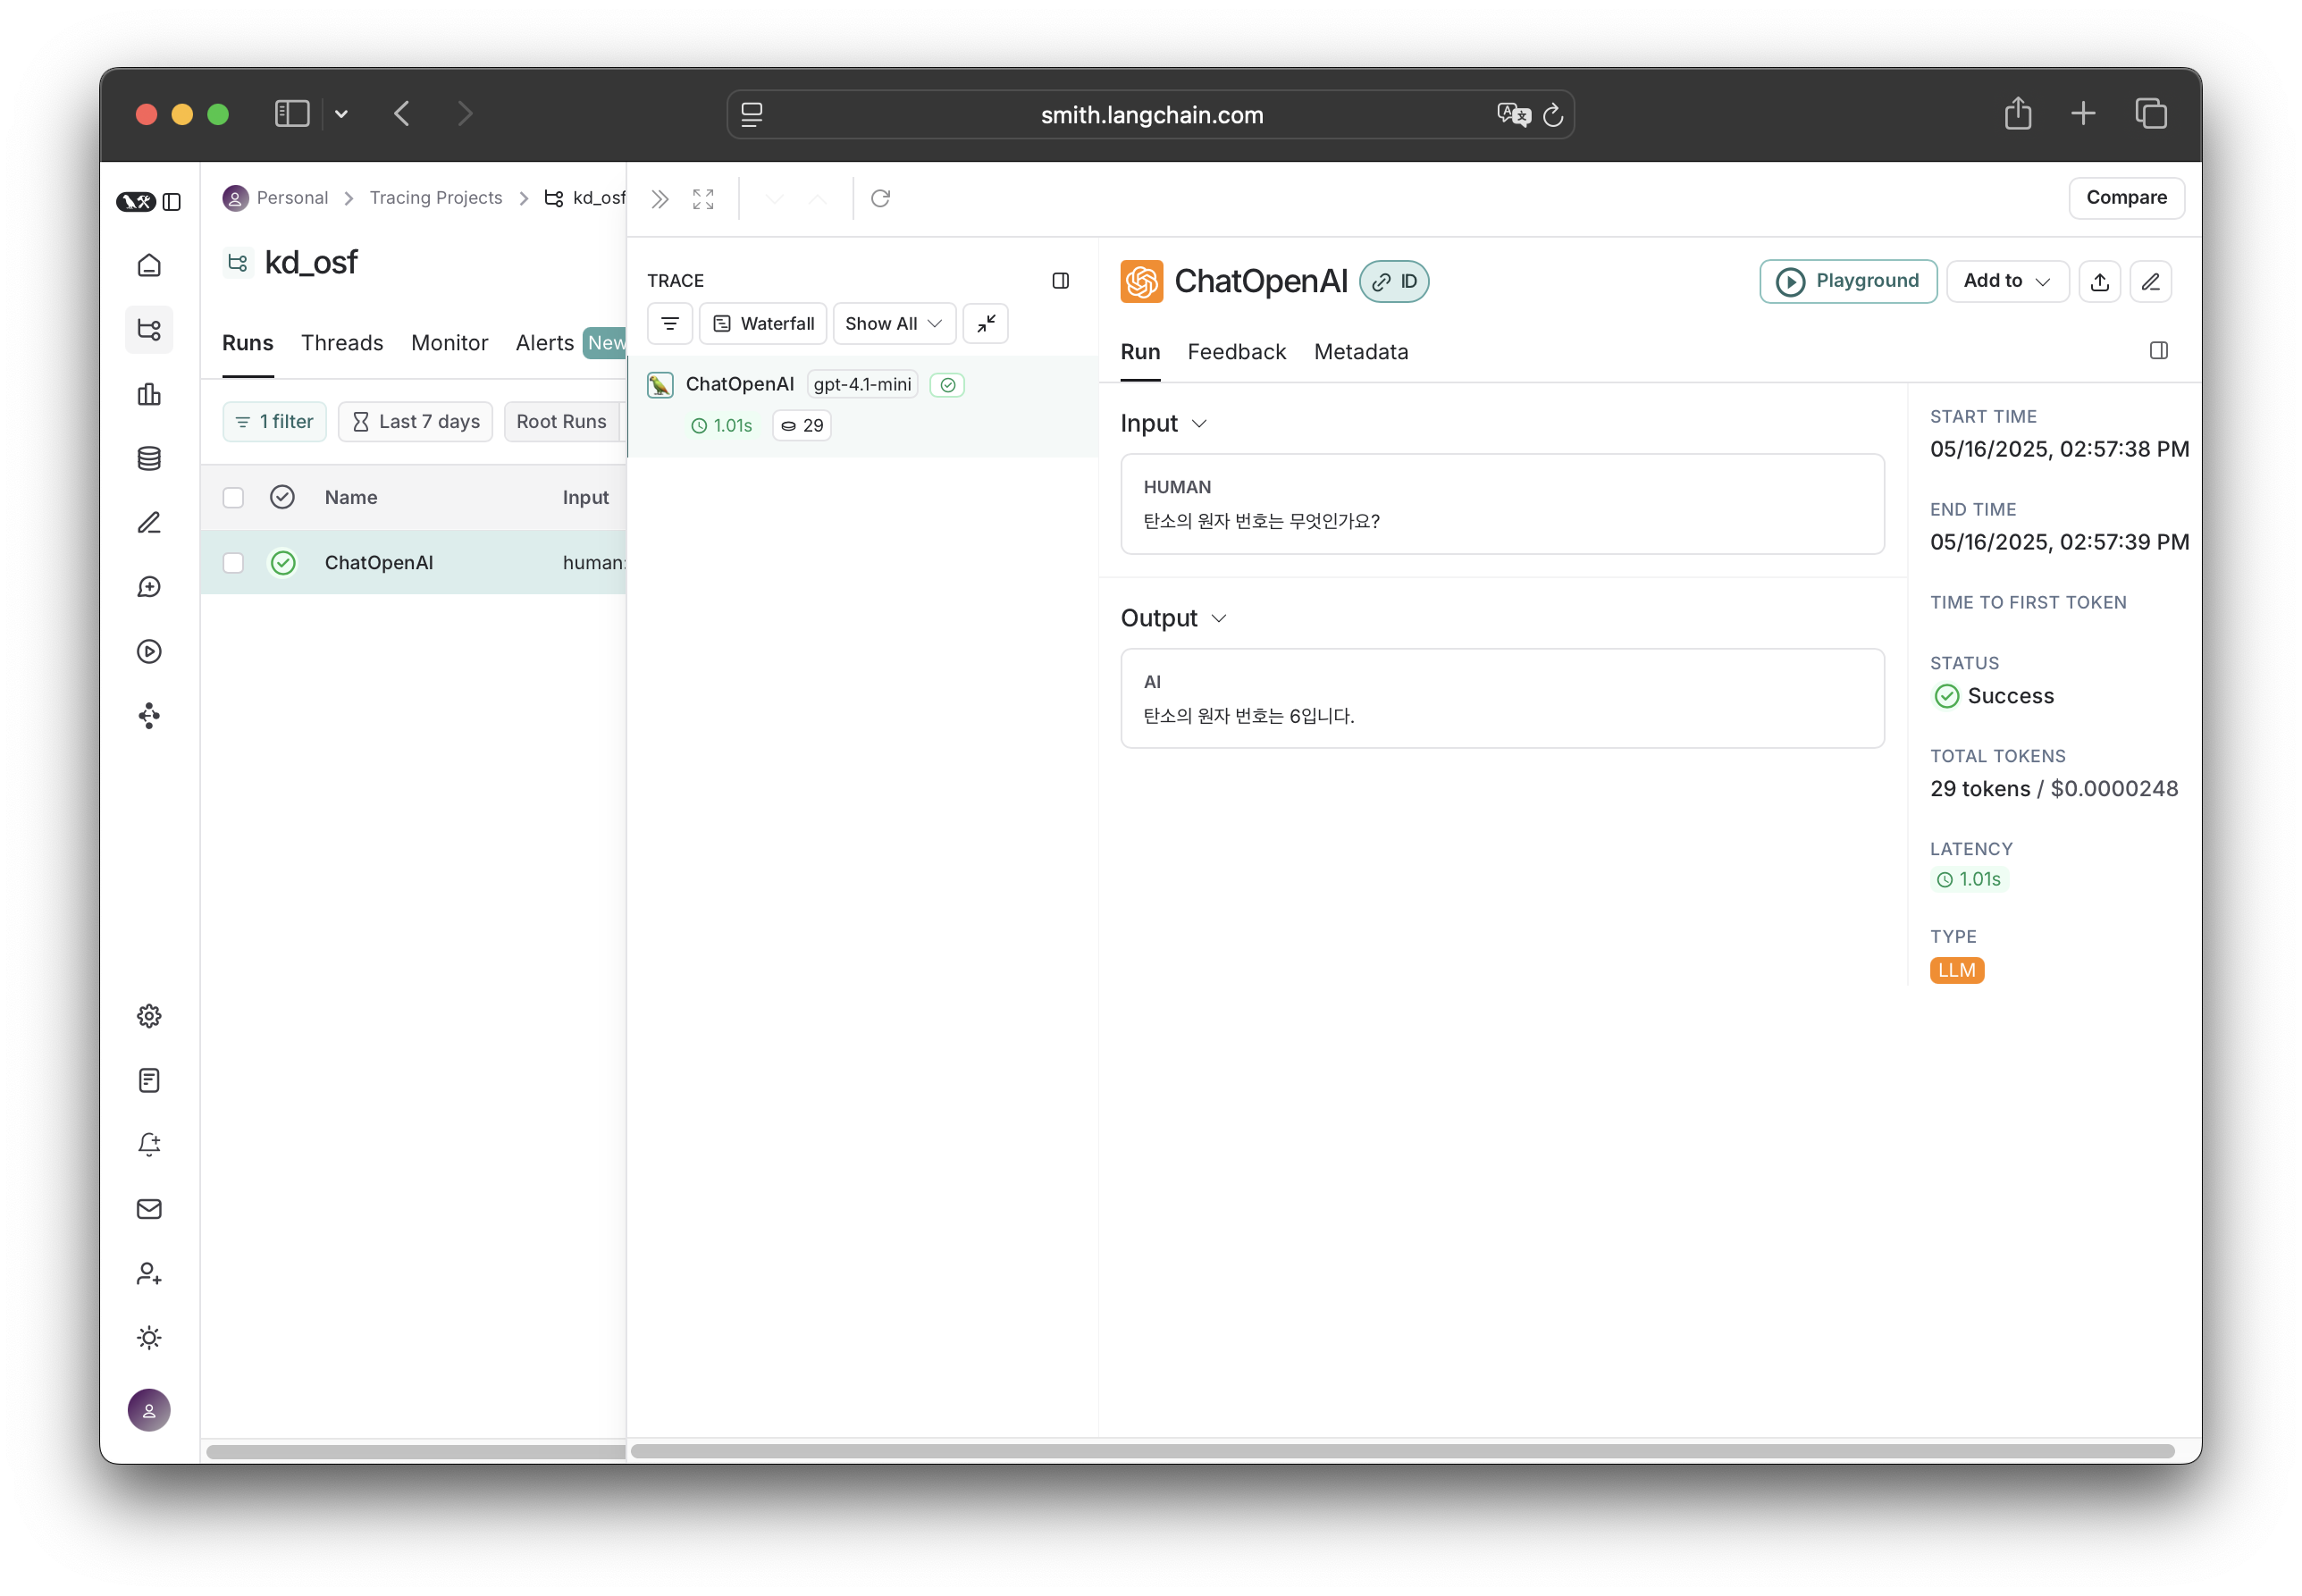 smith.langchain.com
Personal
Tracing Projects
kd_osf
Compare
kd_osf
Runs
Threads
Monitor
Alerts
New
1 filter
Last 7 days
Root Runs
Name
Input
ChatOpenAI
human:
TRACE
Waterfall
Show All
ChatOpenAI
gpt-4.1-mini
1.01s
29
ChatOpenAI
ID
Playground
Add to
Run
Feedback
Metadata
Input
HUMAN
탄소의 원자 번호는 무엇인가요?
Output
AI
탄소의 원자 번호는 6입니다.
START TIME
05/16/2025, 02:57:38 PM
END TIME
05/16/2025, 02:57:39 PM
TIME TO FIRST TOKEN
STATUS
Success
TOTAL TOKENS
29 tokens / $0.0000248
LATENCY
1.01s
TYPE
LLM